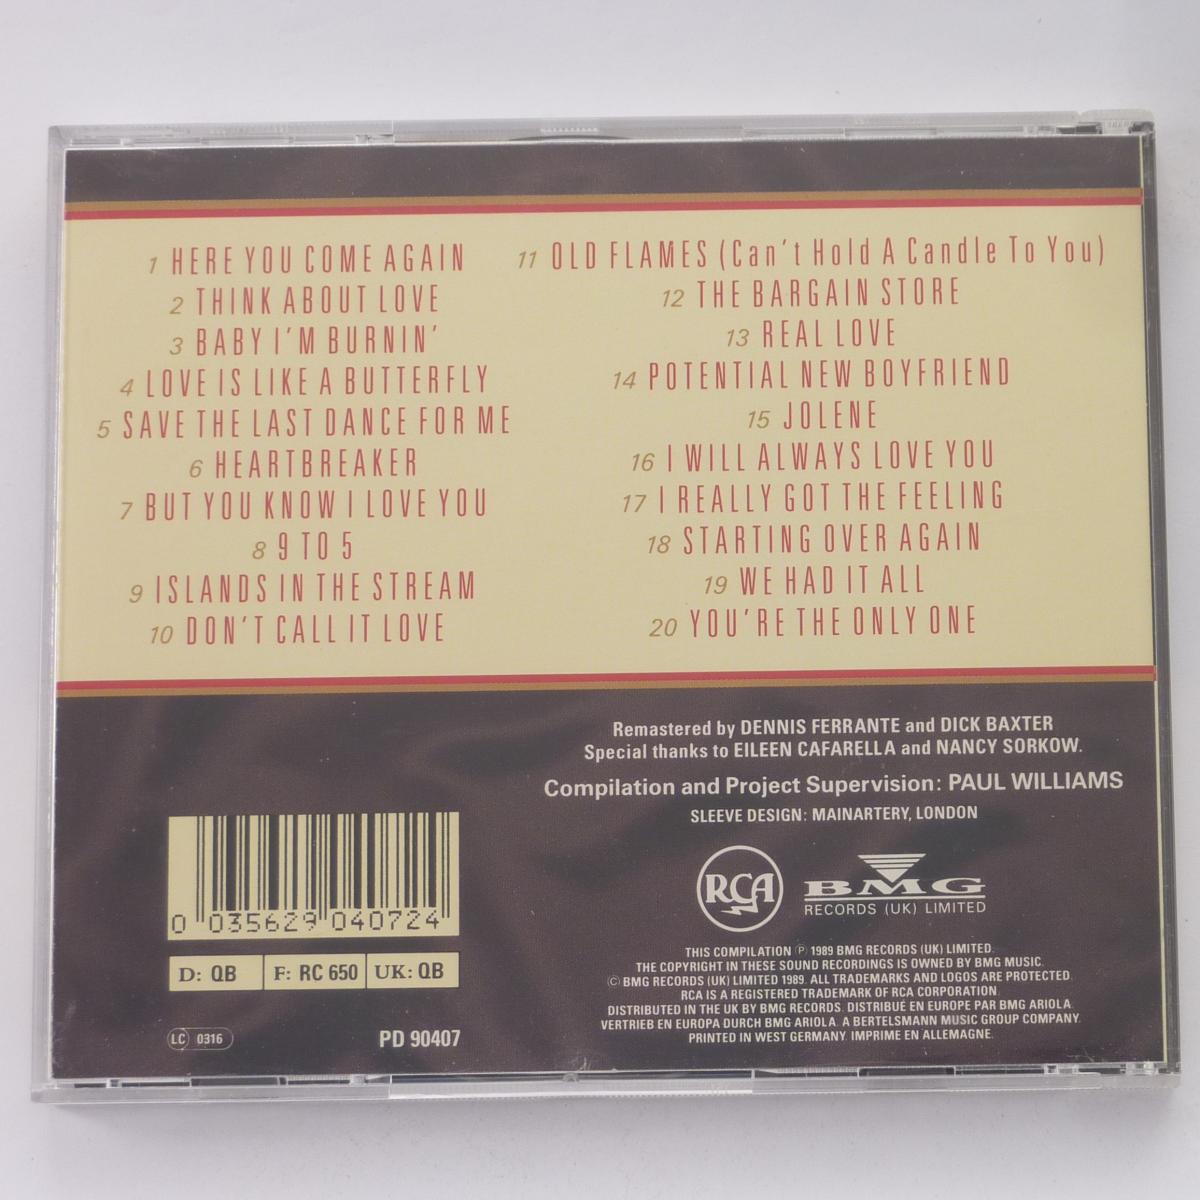 1 HERE YOU COME AGAIN
2 THINK ABOUT LOVE
3 BABY I'M BURNIN'
4 LOVE IS LIKE A BUTTERFLY
5 SAVE THE LAST DANCE FOR ME
6 HEARTBREAKER
7 BUT YOU KNOW I LOVE YOU
8 9 TO 5
9 ISLANDS IN THE STREAM
10 DON'T CALL IT LOVE
11 OLD FLAMES (Can't Hold A Candle To You)
12 THE BARGAIN STORE
13 REAL LOVE
14 POTENTIAL NEW BOYFRIEND
15 JOLENE
16 I WILL ALWAYS LOVE YOU
17 I REALLY GOT THE FEELING
18 STARTING OVER AGAIN
19 WE HAD IT ALL
20 YOU'RE THE ONLY ONE
Remastered by DENNIS FERRANTE and DICK BAXTER
Special thanks to EILEEN CAFARELLA and NANCY SORKOW.
Compilation and Project Supervision: PAUL WILLIAMS
SLEEVE DESIGN: MAINARTERY, LONDON
RCA
BMG
RECORDS (UK) LIMITED
THIS COMPILATION Ⓟ 1989 BMG RECORDS (UK) LIMITED.
THE COPYRIGHT IN THESE SOUND RECORDINGS IS OWNED BY BMG MUSIC.
© BMG RECORDS (UK) LIMITED 1989. ALL TRADEMARKS AND LOGOS ARE PROTECTED.
RCA IS A REGISTERED TRADEMARK OF RCA CORPORATION.
DISTRIBUTED IN THE UK BY BMG RECORDS. DISTRIBUÉ EN EUROPE PAR BMG ARIOLA.
VERTRIEB EN EUROPA DURCH BMG ARIOLA. A BERTELSMANN MUSIC GROUP COMPANY.
PRINTED IN WEST GERMANY. IMPRIME EN ALLEMAGNE.
0 035629 040724
D: QB F: RC 650 UK: QB
LC 0316
PD 90407